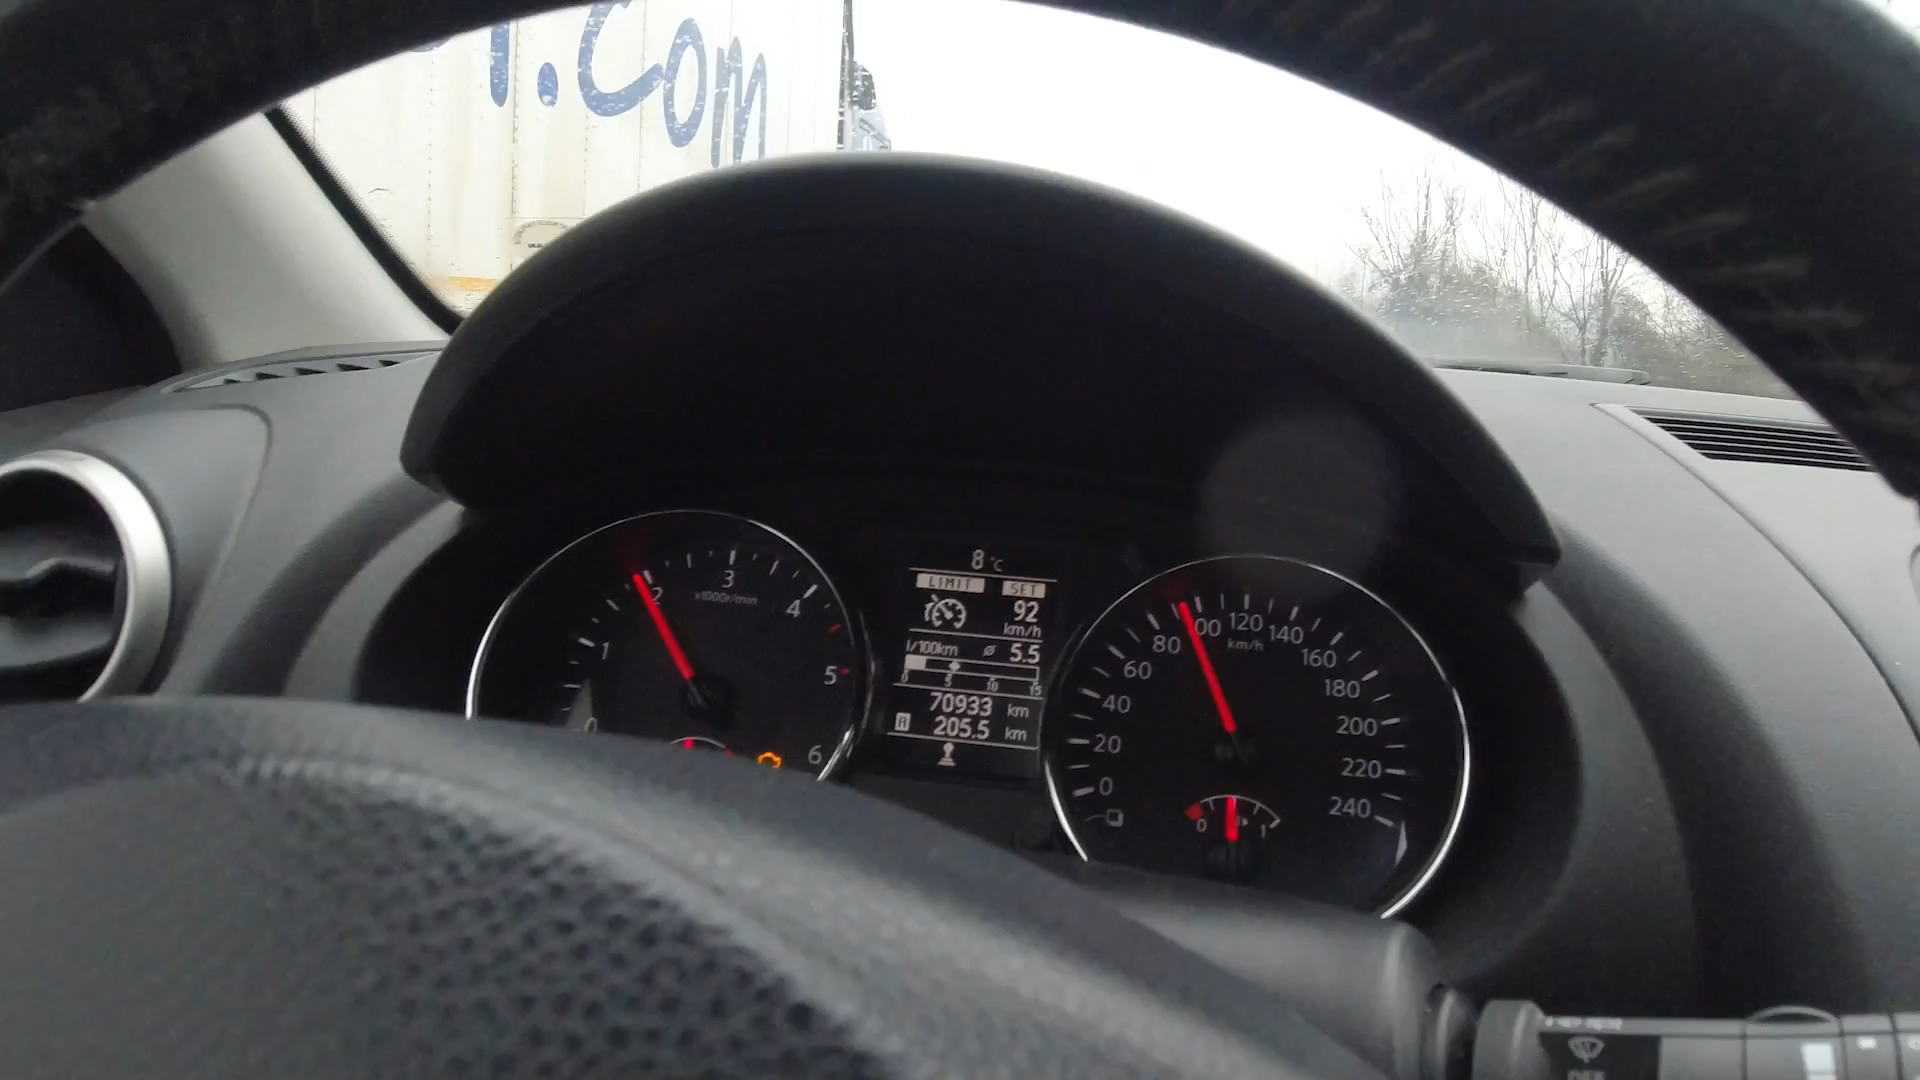 T.Com
8 °C
LIMIT SET
92
km/h
l/100km ø 5.5
0 5 10 15
70933 km
A 205.5 km
0 1 2 3 4 5 6
x1000r/min
0 20 40 60 80 100 120 140 160 180 200 220 240
km/h
0 1
OFF